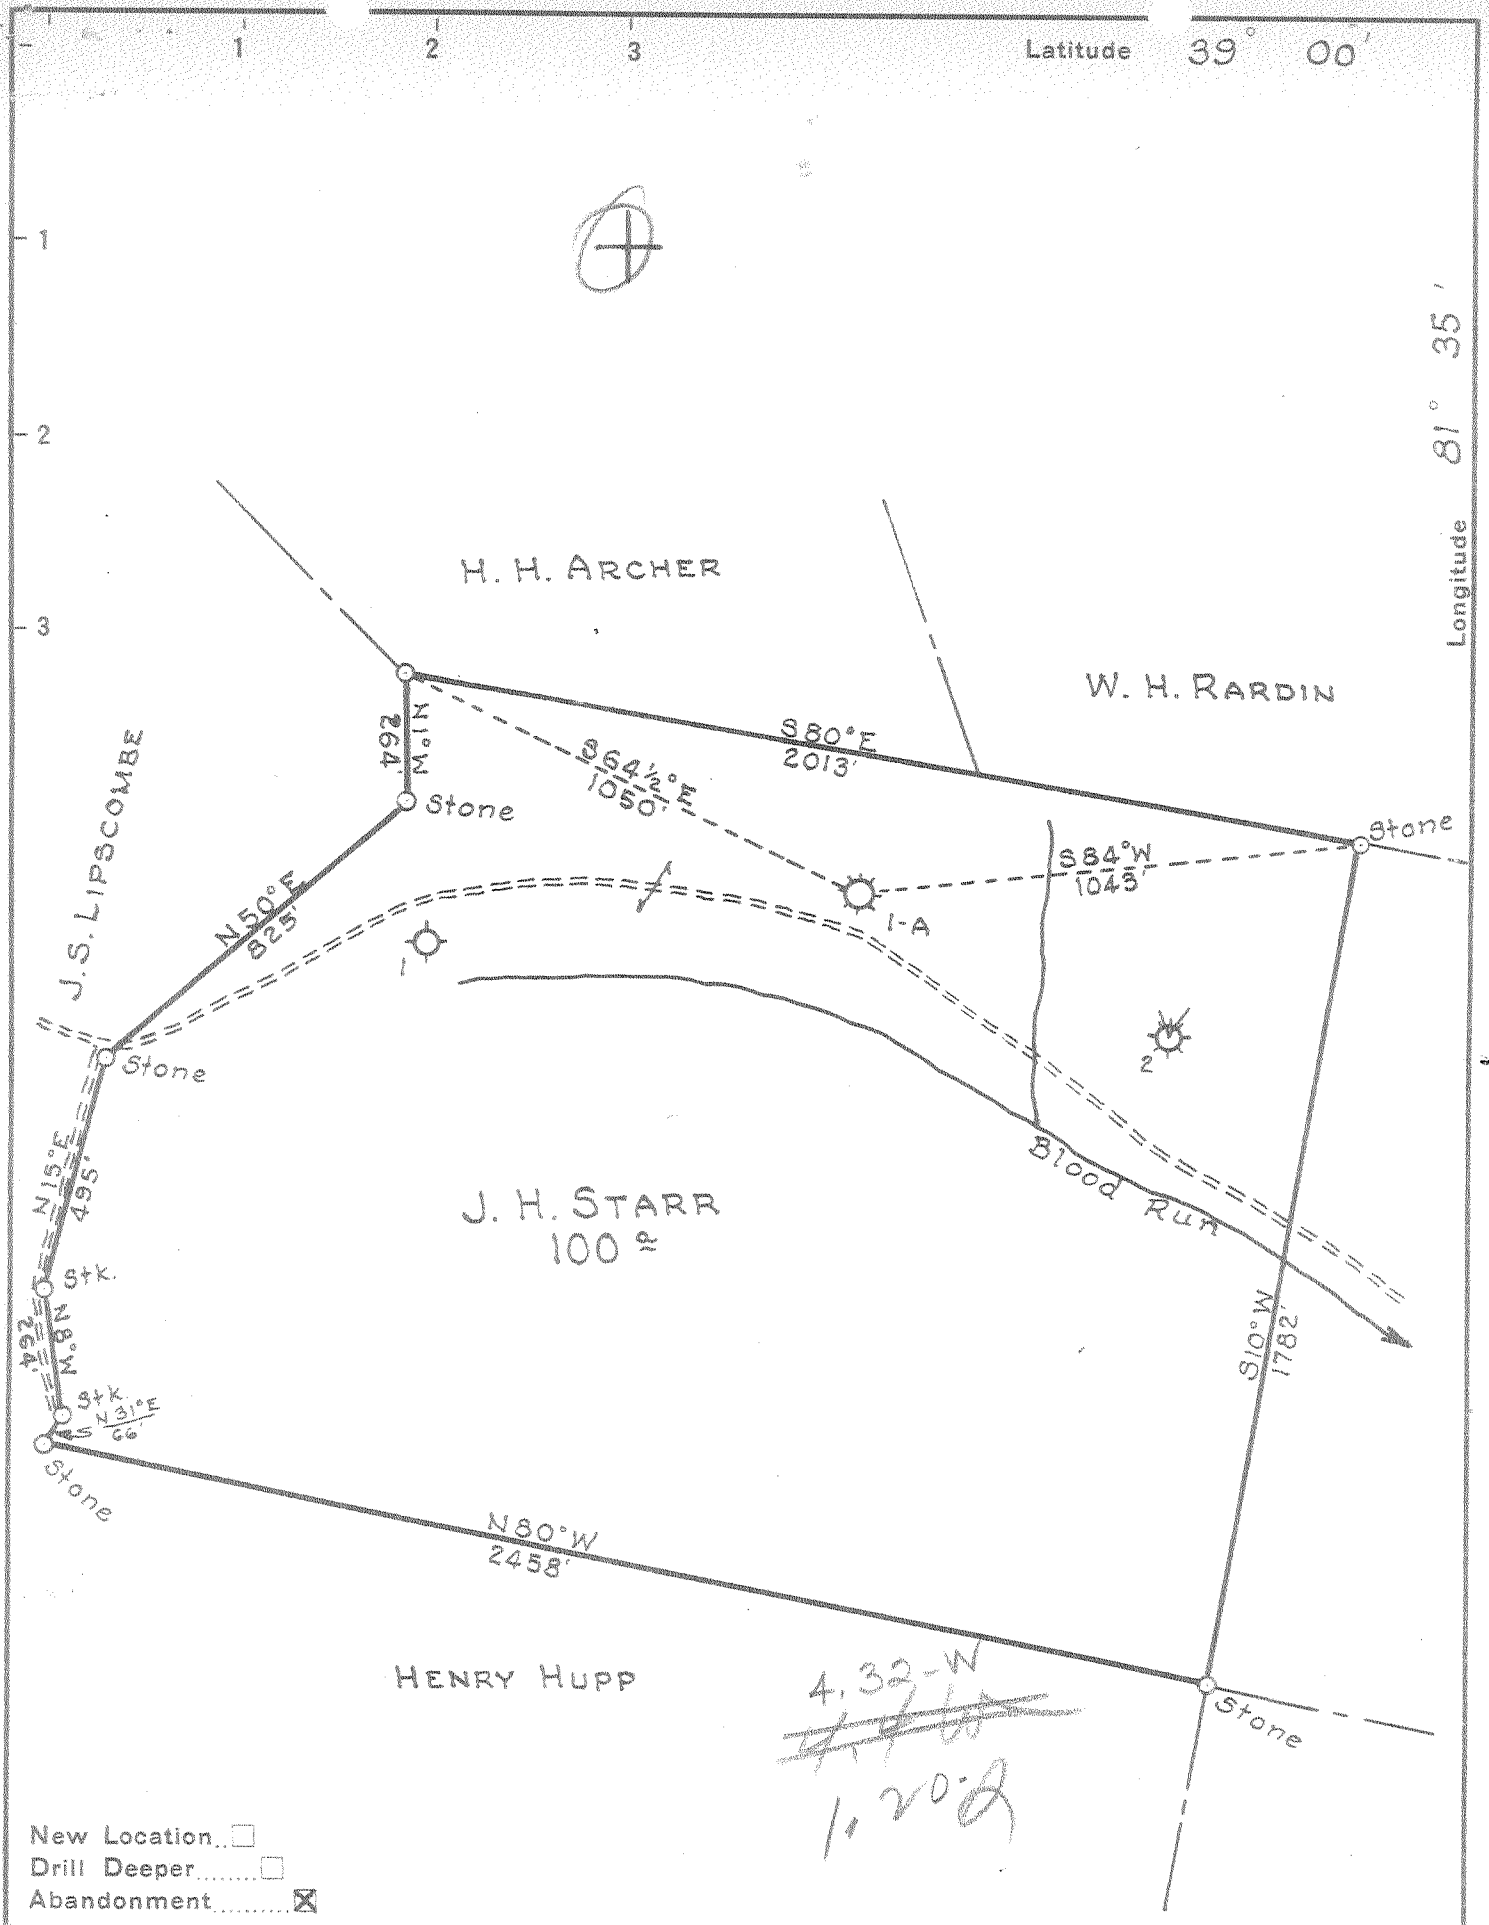 1 2 3 Latitude 39° 00'
1
2
3
Longitude 81° 35'
H. H. ARCHER
W. H. RARDIN
J. S. LIPSCOMBE
N 1° W
264'
S 80° E
2013'
S 64 ½° E
1050'
Stone
Stone
S 84° W
1043'
N 50° E
825'
1-A
1
2
Stone
N 15° E
495'
Blood Run
J. H. STARR
100 a
Stk.
N 8° W
264'
S 10° W
1782'
Stk.
N 31° E
66'
Stone
N 80° W
2458'
HENRY HUPP
4.32-W
Stone
New Location..☐
Drill Deeper........☐
Abandonment..........☒